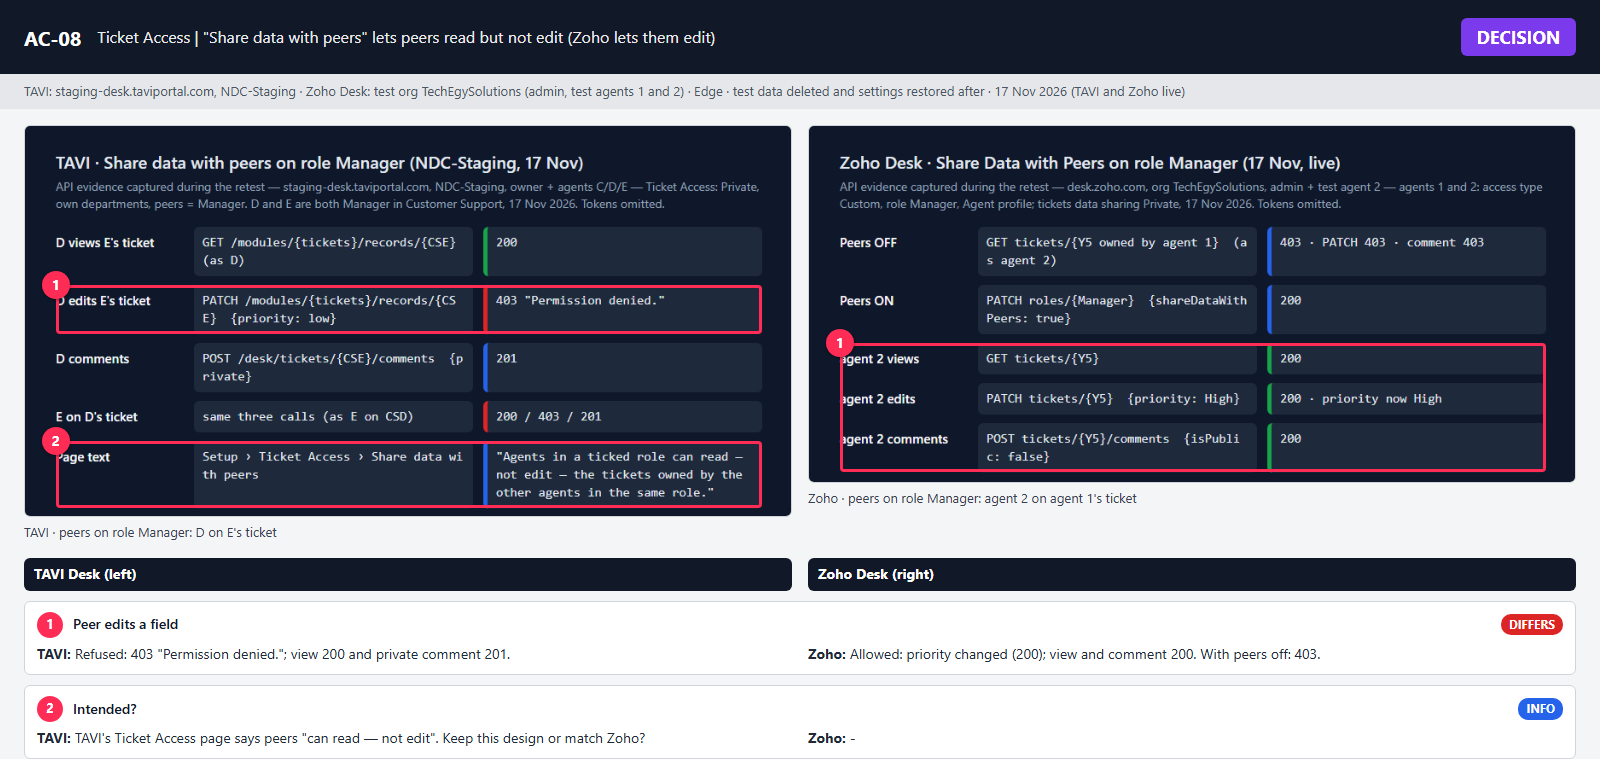 AC-08 Ticket Access | "Share data with peers" lets peers read but not edit (Zoho lets them edit) DECISION
TAVI: staging-desk.taviportal.com, NDC-Staging · Zoho Desk: test org TechEgySolutions (admin, test agents 1 and 2) · Edge · test data deleted and settings restored after · 17 Nov 2026 (TAVI and Zoho live)
TAVI · Share data with peers on role Manager (NDC-Staging, 17 Nov)
API evidence captured during the retest — staging-desk.taviportal.com, NDC-Staging, owner + agents C/D/E — Ticket Access: Private,
own departments, peers = Manager. D and E are both Manager in Customer Support, 17 Nov 2026. Tokens omitted.
D views E's ticket GET /modules/{tickets}/records/{CSE} 200
(as D)
1
D edits E's ticket PATCH /modules/{tickets}/records/{CS 403 "Permission denied."
E} {priority: low}
D comments POST /desk/tickets/{CSE}/comments {p 201
rivate}
E on D's ticket same three calls (as E on CSD) 200 / 403 / 201
2
Page text Setup › Ticket Access › Share data wi "Agents in a ticked role can read —
th peers not edit — the tickets owned by the
other agents in the same role."
TAVI · peers on role Manager: D on E's ticket
Zoho Desk · Share Data with Peers on role Manager (17 Nov, live)
API evidence captured during the retest — desk.zoho.com, org TechEgySolutions, admin + test agent 2 — agents 1 and 2: access type
Custom, role Manager, Agent profile; tickets data sharing Private, 17 Nov 2026. Tokens omitted.
Peers OFF GET tickets/{Y5 owned by agent 1} (a 403 · PATCH 403 · comment 403
s agent 2)
Peers ON PATCH roles/{Manager} {shareDataWith 200
Peers: true}
1
agent 2 views GET tickets/{Y5} 200
agent 2 edits PATCH tickets/{Y5} {priority: High} 200 · priority now High
agent 2 comments POST tickets/{Y5}/comments {isPubli 200
c: false}
Zoho · peers on role Manager: agent 2 on agent 1's ticket
TAVI Desk (left) Zoho Desk (right)
1 Peer edits a field DIFFERS
TAVI: Refused: 403 "Permission denied."; view 200 and private comment 201. Zoho: Allowed: priority changed (200); view and comment 200. With peers off: 403.
2 Intended? INFO
TAVI: TAVI's Ticket Access page says peers "can read — not edit". Keep this design or match Zoho? Zoho: -